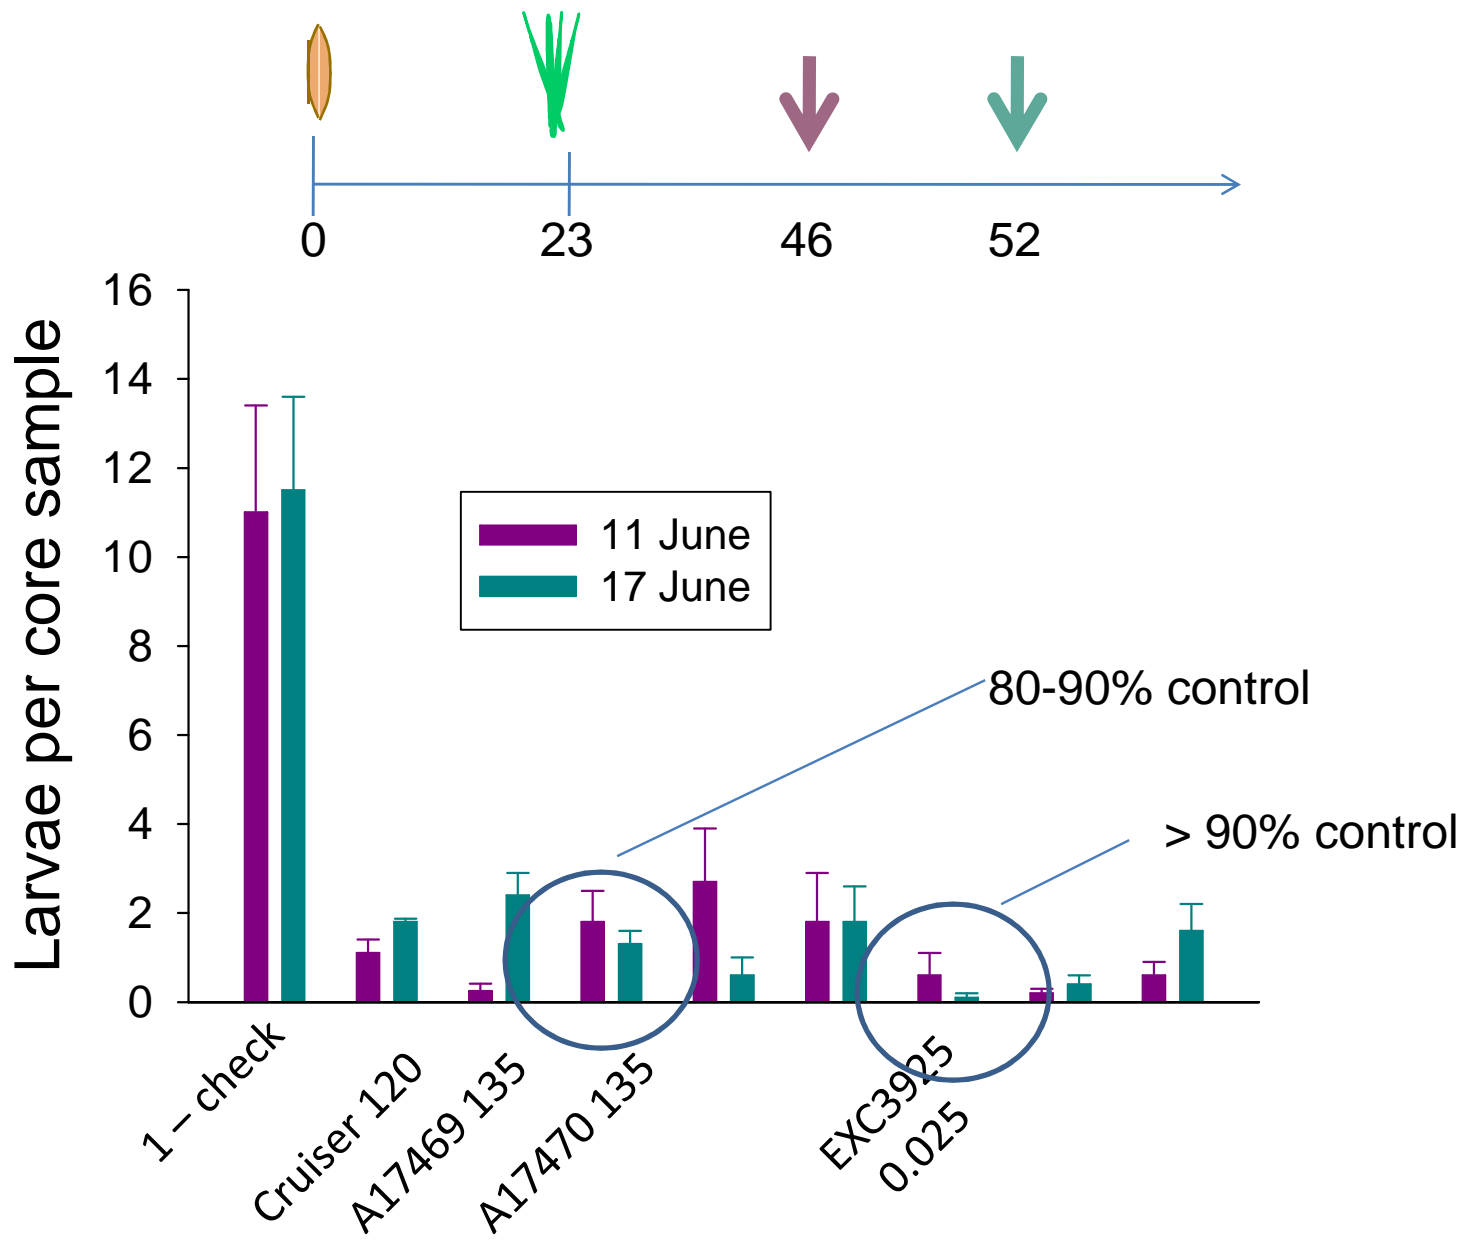 0
23
46
52
16
14
12
10
8
6
4
2
0
Larvae per core sample
11 June
17 June
80-90% control
> 90% control
1 – check
Cruiser 120
A17469 135
A17470 135
EXC3925
0.025